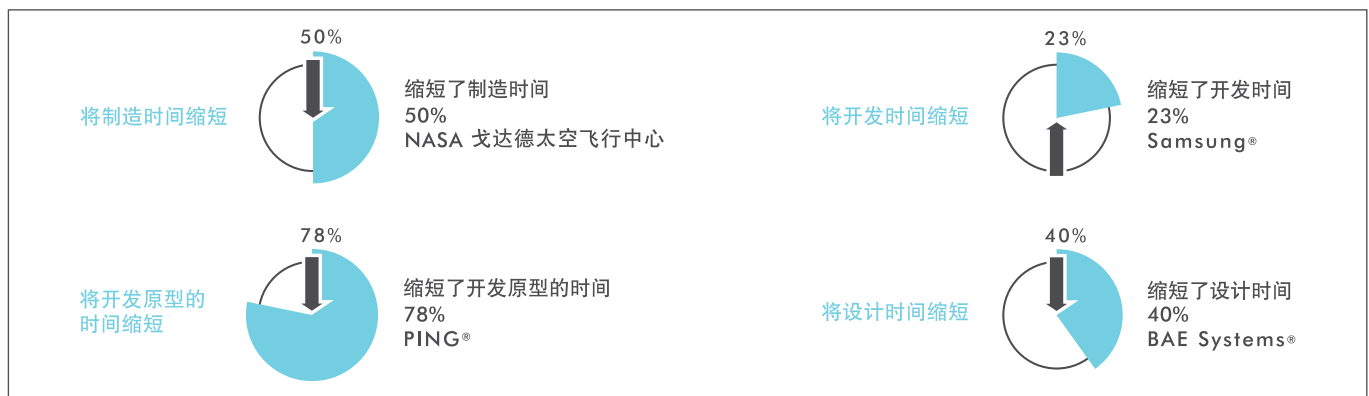 50%
将制造时间缩短
缩短了制造时间
50%
NASA 戈达德太空飞行中心
23%
将开发时间缩短
缩短了开发时间
23%
Samsung®
78%
将开发原型的
时间缩短
缩短了开发原型的时间
78%
PING®
40%
将设计时间缩短
缩短了设计时间
40%
BAE Systems®